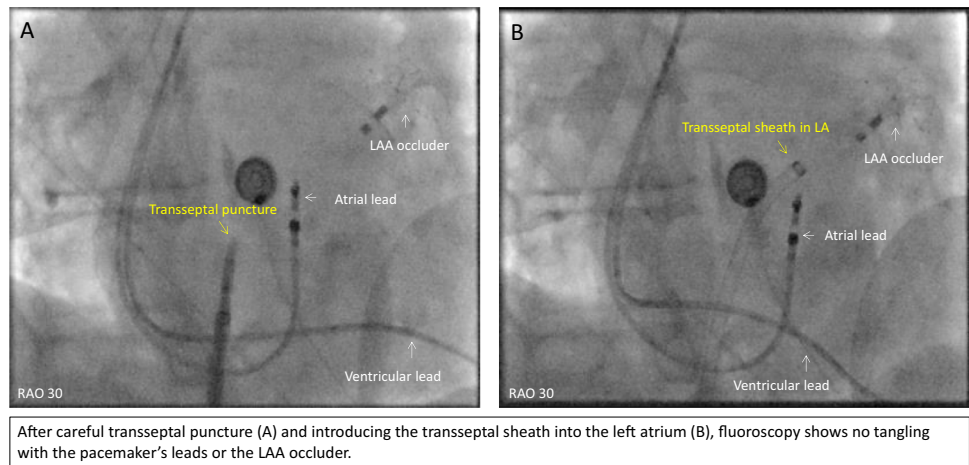 A
LAA occluder
Atrial lead
Transseptal puncture
Ventricular lead
RAO 30
B
Transseptal sheath in LA
LAA occluder
Atrial lead
Ventricular lead
RAO 30
After careful transseptal puncture (A) and introducing the transseptal sheath into the left atrium (B), fluoroscopy shows no tangling
with the pacemaker’s leads or the LAA occluder.